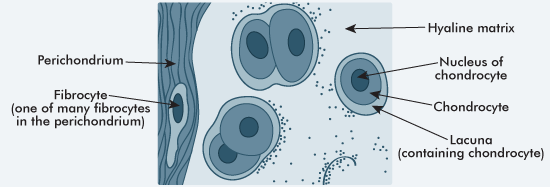 Perichondrium
Fibrocyte
(one of many fibrocytes
in the perichondrium)
Hyaline matrix
Nucleus of
chondrocyte
Chondrocyte
Lacuna
(containing chondrocyte)